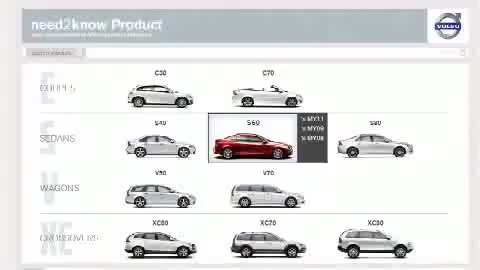 need2know Product
VOLVO
C30 C70
COUPES
S40 S60 S80
MY11
MY09
MY08
SEDANS
V50 V70
WAGONS
XC60 XC70 XC90
CROSSOVERS